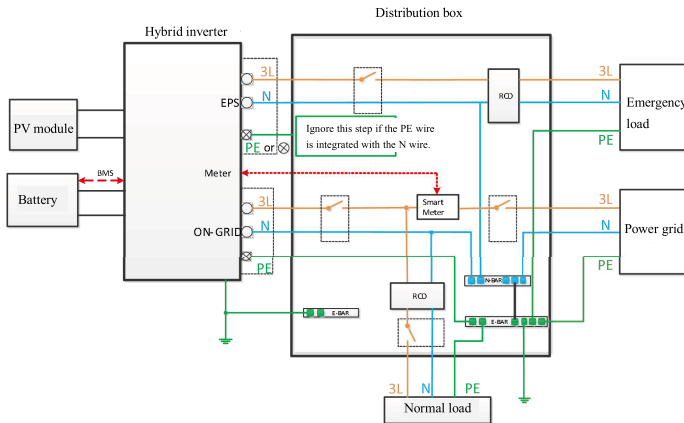 Distribution box
Hybrid inverter
3L
3L
RCD
EPS
N
N
Emergency
load
PV module
Ignore this step if the PE wire
is integrated with the N wire.
PE
PE or
BMS
Meter
Battery
3L
Smart
Meter
3L
ON-GRID
N
N
Power grid
PE
PE
N-BAR
RCD
E-BAR
E-BAR
3L
N
PE
Normal load